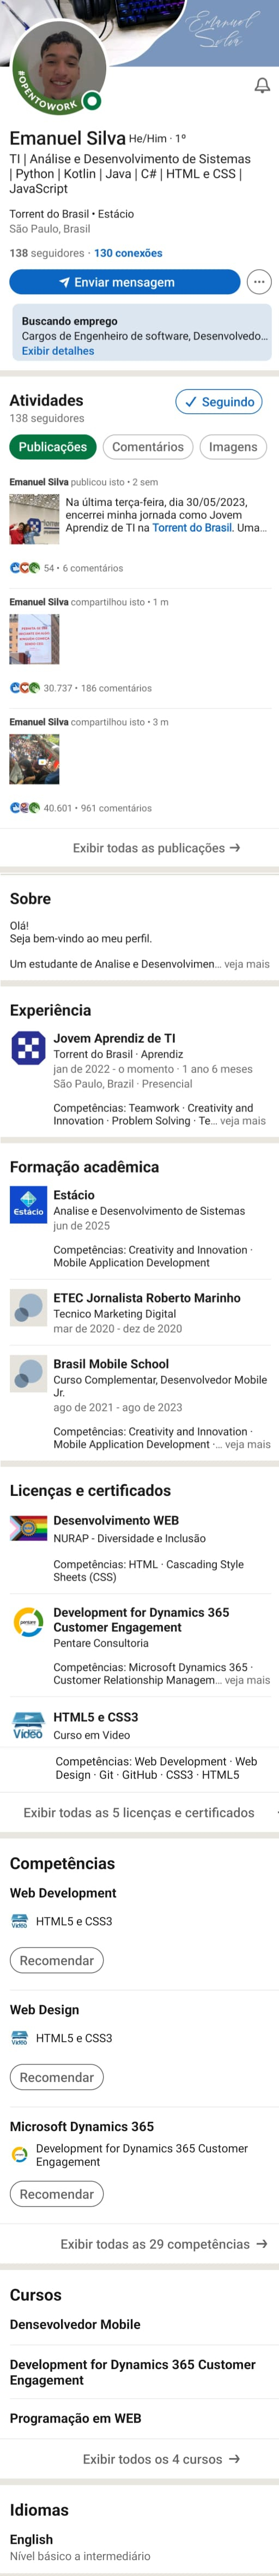 Emanuel
Silva
#OPENTOWORK
Emanuel Silva He/Him · 1º
TI | Análise e Desenvolvimento de Sistemas
| Python | Kotlin | Java | C# | HTML e CSS |
JavaScript
Torrent do Brasil • Estácio
São Paulo, Brasil
138 seguidores · 130 conexões
Enviar mensagem
Buscando emprego
Cargos de Engenheiro de software, Desenvolvedo...
Exibir detalhes
Atividades
Seguindo
138 seguidores
Publicações Comentários Imagens
Emanuel Silva publicou isto • 2 sem
Na última terça-feira, dia 30/05/2023,
encerrei minha jornada como Jovem
Aprendiz de TI na Torrent do Brasil. Uma...
54 • 6 comentários
Emanuel Silva compartilhou isto • 1 m
30.737 • 186 comentários
Emanuel Silva compartilhou isto • 3 m
40.601 • 961 comentários
Exibir todas as publicações →
Sobre
Olá!
Seja bem-vindo ao meu perfil.
Um estudante de Analise e Desenvolvimen... veja mais
Experiência
Jovem Aprendiz de TI
Torrent do Brasil · Aprendiz
jan de 2022 - o momento · 1 ano 6 meses
São Paulo, Brazil · Presencial
Competências: Teamwork · Creativity and
Innovation · Problem Solving · Te... veja mais
Formação acadêmica
Estácio
Estácio
Analise e Desenvolvimento de Sistemas
jun de 2025
Competências: Creativity and Innovation ·
Mobile Application Development
ETEC Jornalista Roberto Marinho
Tecnico Marketing Digital
mar de 2020 - dez de 2020
Brasil Mobile School
Curso Complementar, Desenvolvedor Mobile
Jr.
ago de 2021 - ago de 2023
Competências: Creativity and Innovation ·
Mobile Application Development ·... veja mais
Licenças e certificados
Desenvolvimento WEB
NURAP - Diversidade e Inclusão
Competências: HTML · Cascading Style
Sheets (CSS)
pentare
Development for Dynamics 365
Customer Engagement
Pentare Consultoria
Competências: Microsoft Dynamics 365 ·
Customer Relationship Managem... veja mais
Vídeo
HTML5 e CSS3
Curso em Video
Competências: Web Development · Web
Design · Git · GitHub · CSS3 · HTML5
Exibir todas as 5 licenças e certificados
Competências
Web Development
HTML5 e CSS3
Recomendar
Web Design
HTML5 e CSS3
Recomendar
Microsoft Dynamics 365
Development for Dynamics 365 Customer
Engagement
Recomendar
Exibir todas as 29 competências →
Cursos
Densevolvedor Mobile
Development for Dynamics 365 Customer
Engagement
Programação em WEB
Exibir todos os 4 cursos →
Idiomas
English
Nível básico a intermediário